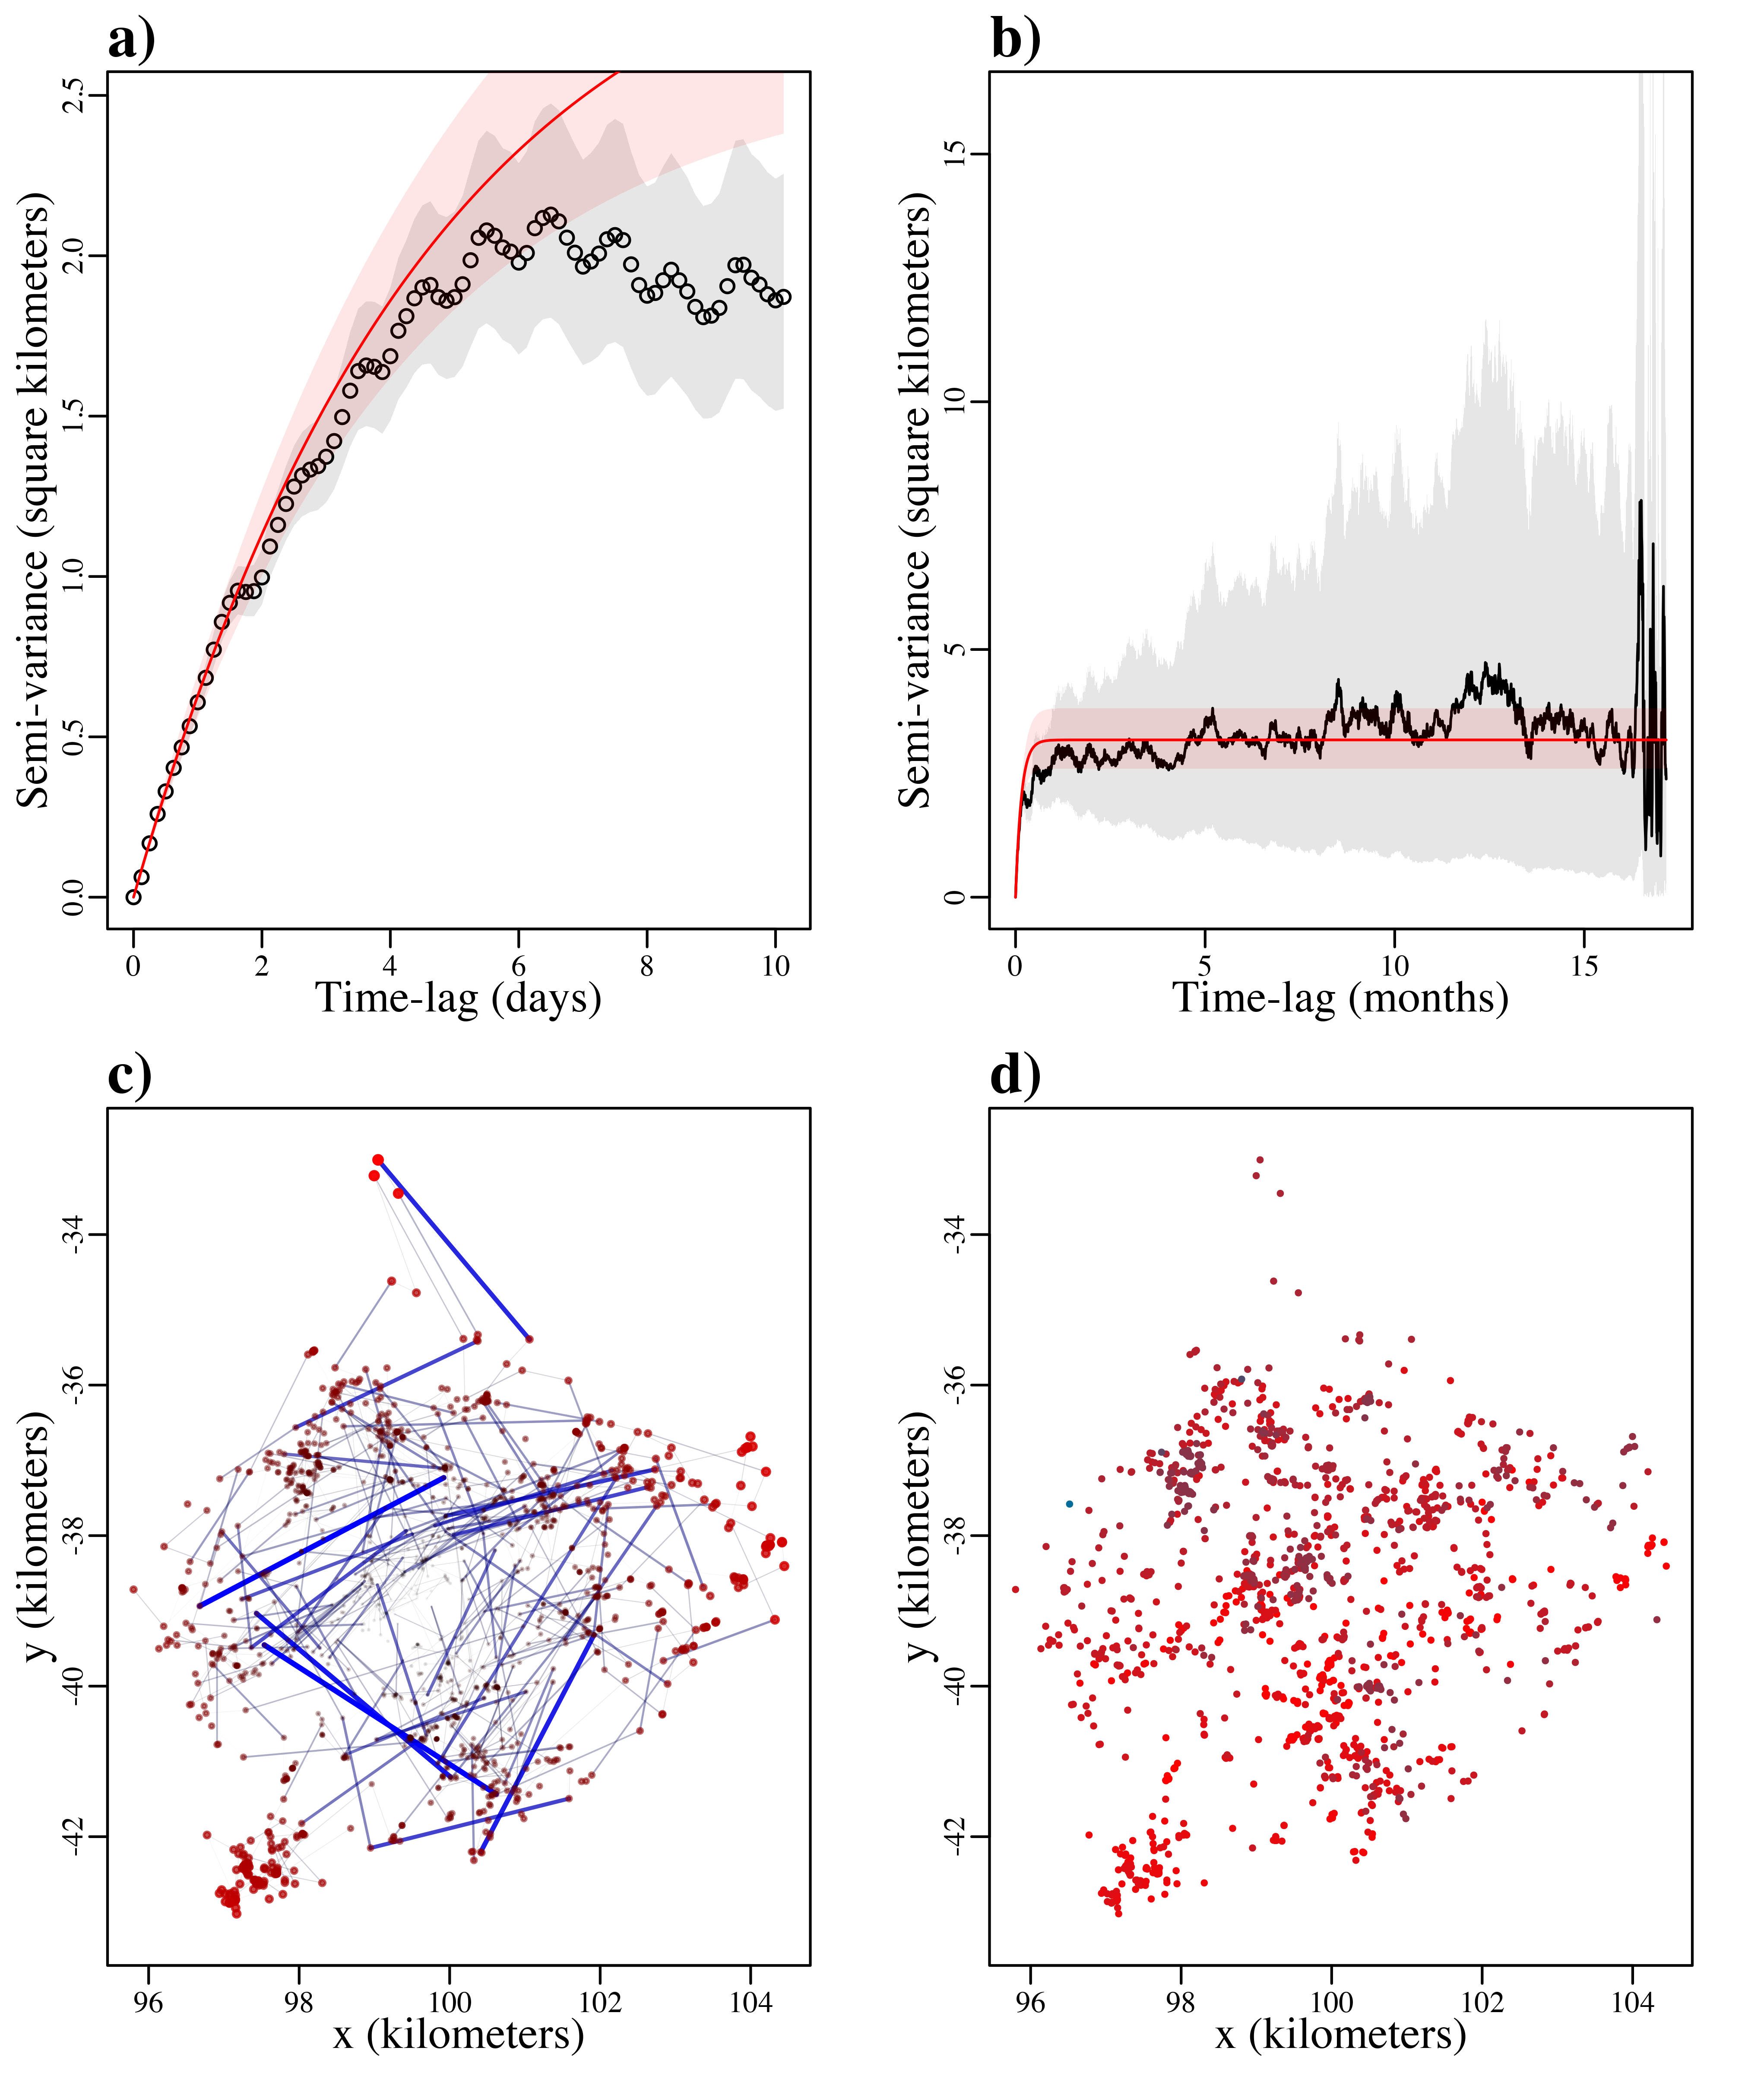 a)
Semi-variance (square kilometers)
2.5
2.0
1.5
1.0
0.5
0.0
0 2 4 6 8 10
Time-lag (days)
b)
Semi-variance (square kilometers)
15
10
5
0
0 5 10 15
Time-lag (months)
c)
y (kilometers)
-34
-36
-38
-40
-42
96 98 100 102 104
x (kilometers)
d)
y (kilometers)
-34
-36
-38
-40
-42
96 98 100 102 104
x (kilometers)